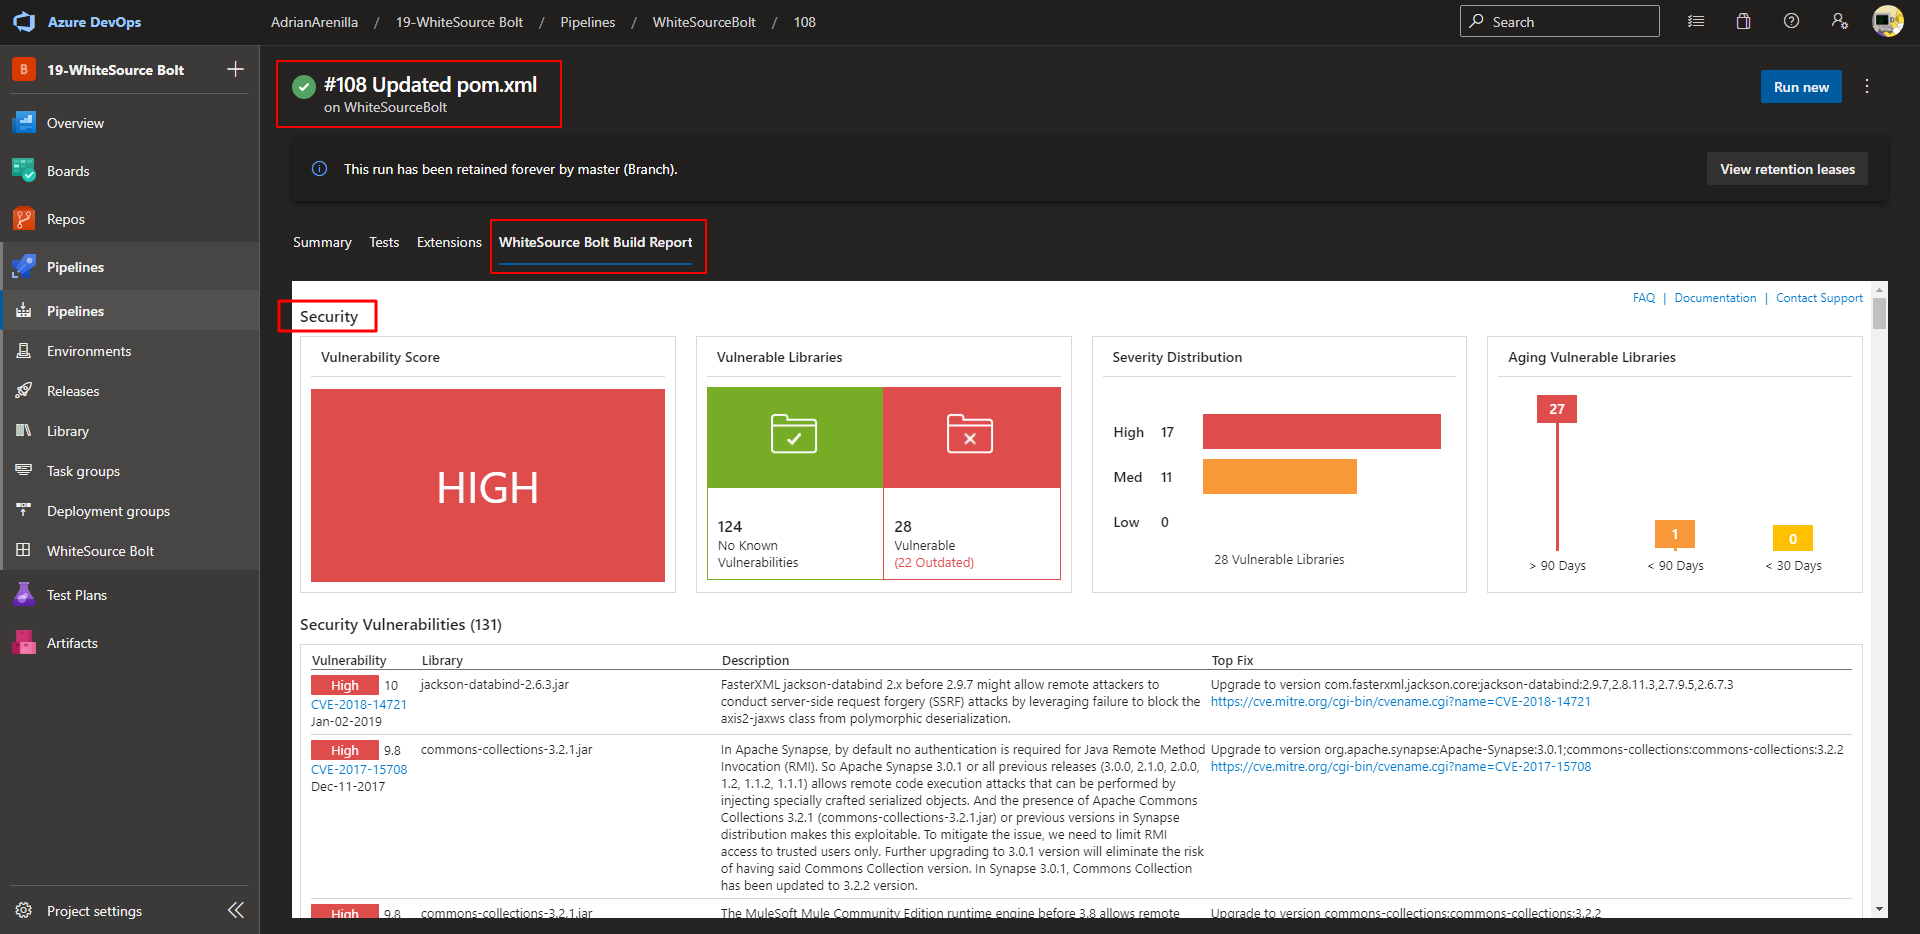 Azure DevOps
AdrianArenilla / 19-WhiteSource Bolt / Pipelines / WhiteSourceBolt / 108
Search
B 19-WhiteSource Bolt
Overview
Boards
Repos
Pipelines
Pipelines
Environments
Releases
Library
Task groups
Deployment groups
WhiteSource Bolt
Test Plans
Artifacts
Project settings
#108 Updated pom.xml
on WhiteSourceBolt
Run new
This run has been retained forever by master (Branch).
View retention leases
Summary Tests Extensions WhiteSource Bolt Build Report
FAQ | Documentation | Contact Support
Security
Vulnerability Score
HIGH
Vulnerable Libraries
124
No Known
Vulnerabilities
28
Vulnerable
(22 Outdated)
Severity Distribution
High 17
Med 11
Low 0
28 Vulnerable Libraries
Aging Vulnerable Libraries
27
1
0
> 90 Days
< 90 Days
< 30 Days
Security Vulnerabilities (131)
Vulnerability Library Description Top Fix
High 10
CVE-2018-14721
Jan-02-2019
jackson-databind-2.6.3.jar
FasterXML jackson-databind 2.x before 2.9.7 might allow remote attackers to
conduct server-side request forgery (SSRF) attacks by leveraging failure to block the
axis2-jaxws class from polymorphic deserialization.
Upgrade to version com.fasterxml.jackson.core:jackson-databind:2.9.7,2.8.11.3,2.7.9.5,2.6.7.3
https://cve.mitre.org/cgi-bin/cvename.cgi?name=CVE-2018-14721
High 9.8
CVE-2017-15708
Dec-11-2017
commons-collections-3.2.1.jar
In Apache Synapse, by default no authentication is required for Java Remote Method
Invocation (RMI). So Apache Synapse 3.0.1 or all previous releases (3.0.0, 2.1.0, 2.0.0,
1.2, 1.1.2, 1.1.1) allows remote code execution attacks that can be performed by
injecting specially crafted serialized objects. And the presence of Apache Commons
Collections 3.2.1 (commons-collections-3.2.1.jar) or previous versions in Synapse
distribution makes this exploitable. To mitigate the issue, we need to limit RMI
access to trusted users only. Further upgrading to 3.0.1 version will eliminate the risk
of having said Commons Collection version. In Synapse 3.0.1, Commons Collection
has been updated to 3.2.2 version.
Upgrade to version org.apache.synapse:Apache-Synapse:3.0.1;commons-collections:commons-collections:3.2.2
https://cve.mitre.org/cgi-bin/cvename.cgi?name=CVE-2017-15708
High 9.8
commons-collections-3.2.1.jar
The MuleSoft Mule Community Edition runtime engine before 3.8 allows remote
Upgrade to version commons-collections:commons-collections:3.2.2